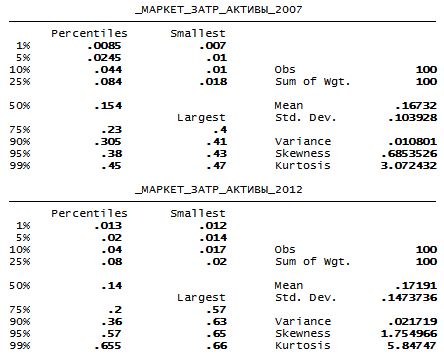 _МАРКЕТ_ЗАТР_АКТИВЫ_2007
Percentiles Smallest
1% .0085 .007
5% .0245 .01
10% .044 .01 Obs 100
25% .084 .018 Sum of Wgt. 100
50% .154 Mean .16732
Largest Std. Dev. .103928
75% .23 .4
90% .305 .41 Variance .010801
95% .38 .43 Skewness .6853526
99% .45 .47 Kurtosis 3.072432
_МАРКЕТ_ЗАТР_АКТИВЫ_2012
Percentiles Smallest
1% .013 .012
5% .02 .014
10% .04 .017 Obs 100
25% .08 .02 Sum of Wgt. 100
50% .14 Mean .17191
Largest Std. Dev. .1473736
75% .2 .57
90% .36 .63 Variance .021719
95% .57 .65 Skewness 1.754966
99% .655 .66 Kurtosis 5.84747